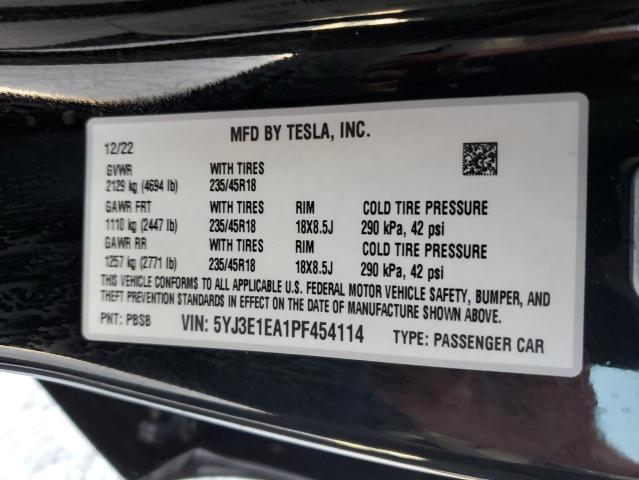 MFD BY TESLA, INC.
12/22
GVWR WITH TIRES
2129 kg (4694 lb) 235/45R18
GAWR FRT WITH TIRES RIM COLD TIRE PRESSURE
1110 kg (2447 lb) 235/45R18 18X8.5J 290 kPa, 42 psi
GAWR RR WITH TIRES RIM COLD TIRE PRESSURE
1257 kg (2771 lb) 235/45R18 18X8.5J 290 kPa, 42 psi
THIS VEHICLE CONFORMS TO ALL APPLICABLE U.S. FEDERAL MOTOR VEHICLE SAFETY, BUMPER, AND
THEFT PREVENTION STANDARDS IN EFFECT ON THE DATE OF MANUFACTURE SHOWN ABOVE.
PNT: PBSB VIN: 5YJ3E1EA1PF454114 TYPE: PASSENGER CAR